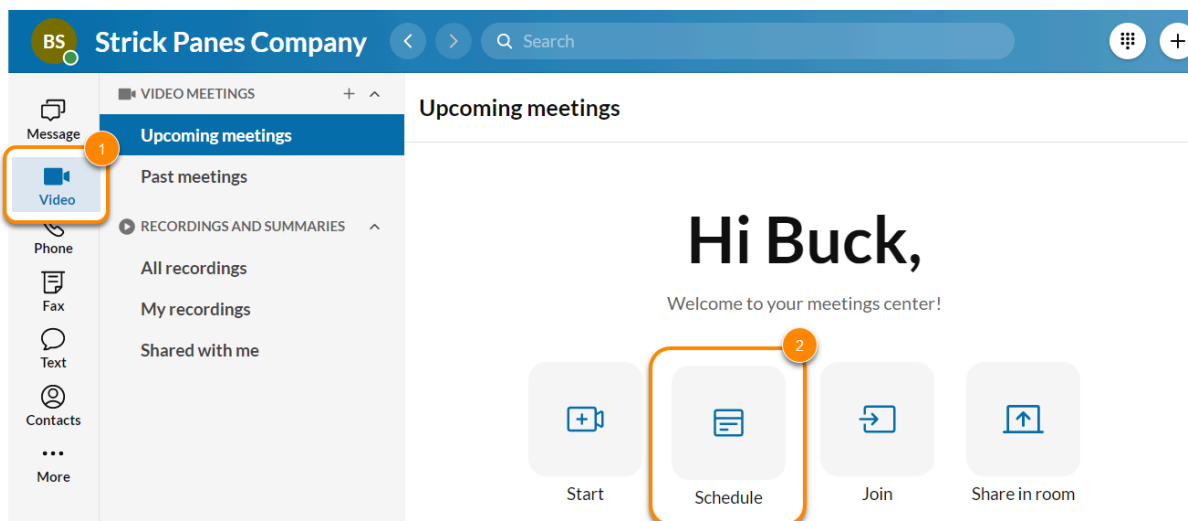 BS
Strick Panes Company
Search
Message
1
Video
Phone
Fax
Text
Contacts
More
VIDEO MEETINGS
Upcoming meetings
Past meetings
RECORDINGS AND SUMMARIES
All recordings
My recordings
Shared with me
Upcoming meetings
Hi Buck,
Welcome to your meetings center!
2
Start
Schedule
Join
Share in room